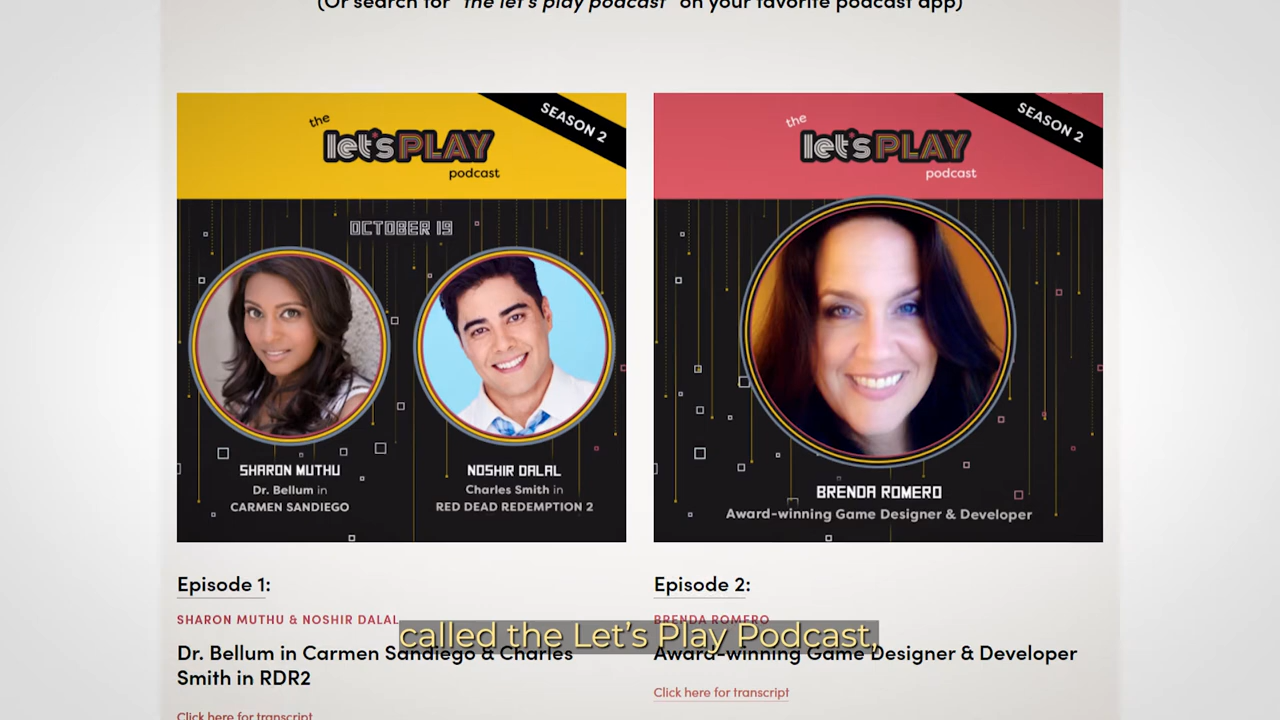 (Or search for "the let's play podcast" on your favorite podcast app)
SEASON 2
the
let's PLAY
podcast
OCTOBER 19
SHARON MUTHU
Dr. Bellum in
CARMEN SANDIEGO
NOSHIR DALAL
Charles Smith in
RED DEAD REDEMPTION 2
SEASON 2
the
let's PLAY
podcast
BRENDA ROMERO
Award-winning Game Designer & Developer
Episode 1:
SHARON MUTHU & NOSHIR DALAL
Dr. Bellum in Carmen Sandiego & Charles
Smith in RDR2
Click here for transcript
Episode 2:
BRENDA ROMERO
Award-winning Game Designer & Developer
Click here for transcript
called the Let's Play Podcast,